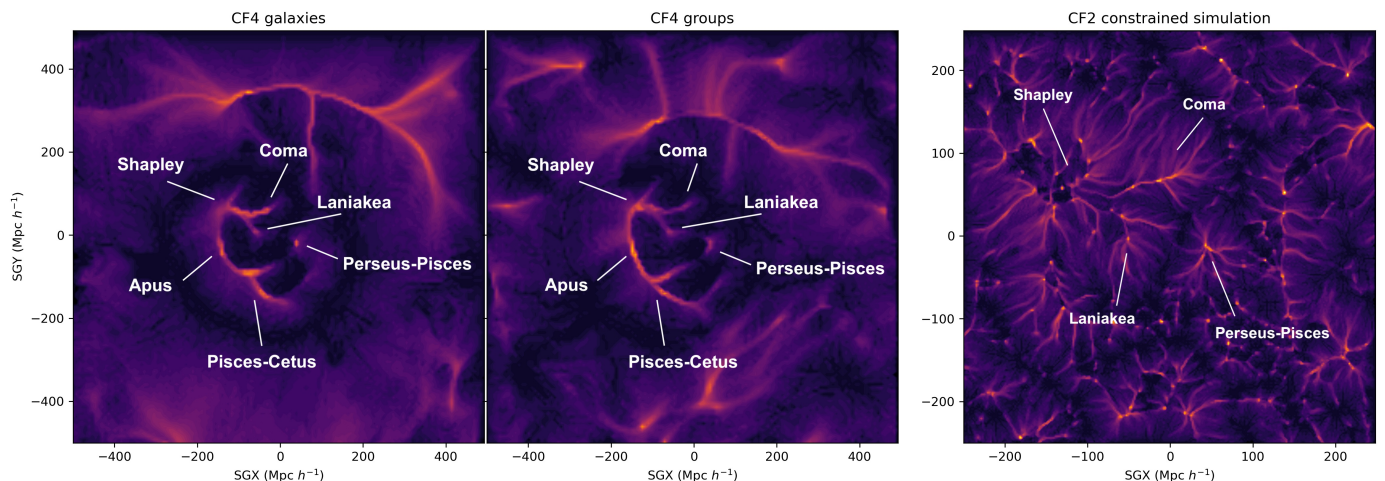 CF4 galaxies
400
200
0
−200
−400
SGY (Mpc h⁻¹)
−400
−200
0
200
400
SGX (Mpc h⁻¹)
Shapley
Coma
Laniakea
Perseus-Pisces
Apus
Pisces-Cetus
CF4 groups
Shapley
Coma
Laniakea
Perseus-Pisces
Apus
Pisces-Cetus
−400
−200
0
200
400
SGX (Mpc h⁻¹)
CF2 constrained simulation
200
100
0
−100
−200
Shapley
Coma
Laniakea
Perseus-Pisces
−200
−100
0
100
200
SGX (Mpc h⁻¹)